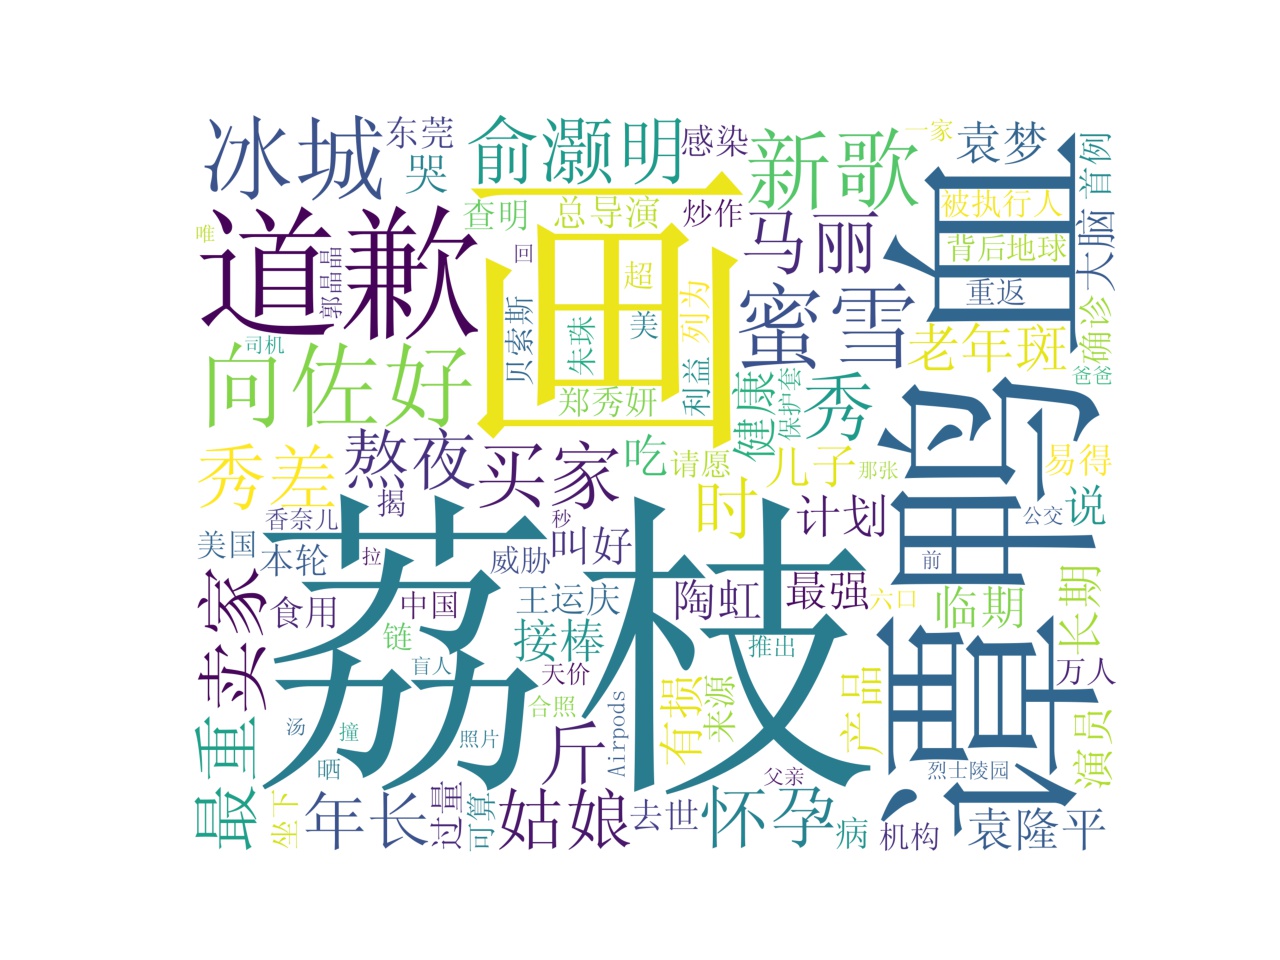 冰城
东莞
哭
俞灏明
感染
新歌
一家
袁梦
首例
查明
总导演
炒作
被执行人
唯
道歉
郭晶晶
画
回
超
马丽
血
背后地球
大脑
贝索斯
朱珠
美
列为
蜜雪
重返
司机
向佐好
郑秀妍
利益
老年斑
确诊
爸爸
健康
保护套
秀
秀差
熬夜
买家
吃
请愿
儿子
那张
鸭
易得
揭
香奈儿
秒
时
计划
公交
说
美国
本轮
拉
威胁
叫好
前
卖家
食用
中国
荔枝
王运庆
陶虹
最强
六口
临期
长期
链
盲人
接棒
推出
谭
天价
万人
最重
汤
撞
晒
照片
合照
斤
Airpods
有损
来源
父亲
产品
烈士陵园
演员
坐下
年长
过量
可算
姑娘
去世
怀孕
病
机构
袁隆平